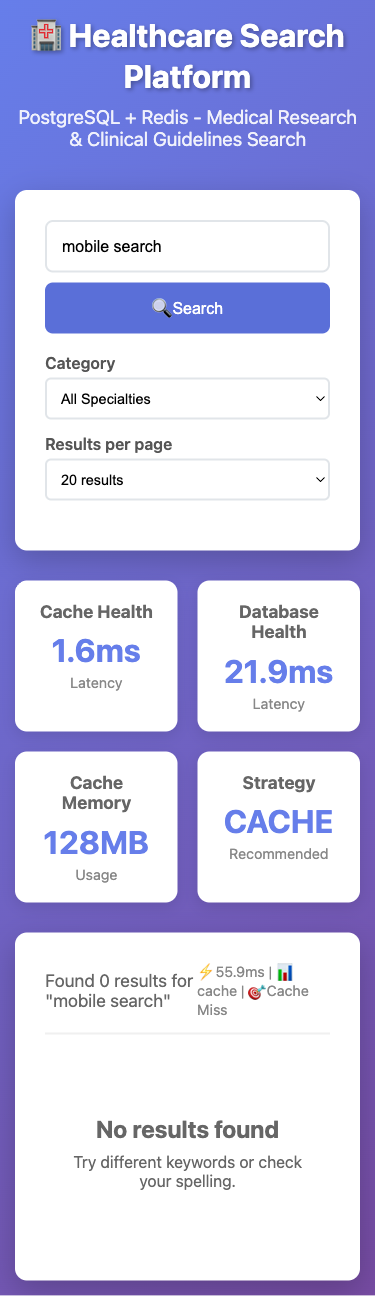 🏥 Healthcare Search
Platform
PostgreSQL + Redis - Medical Research
& Clinical Guidelines Search
mobile search
🔍 Search
Category
All Specialties
Results per page
20 results
Cache Health
1.6ms
Latency
Database
Health
21.9ms
Latency
Cache
Memory
128MB
Usage
Strategy
CACHE
Recommended
Found 0 results for
"mobile search"
⚡ 55.9ms | 📊
cache | 🎯 Cache
Miss
No results found
Try different keywords or check
your spelling.